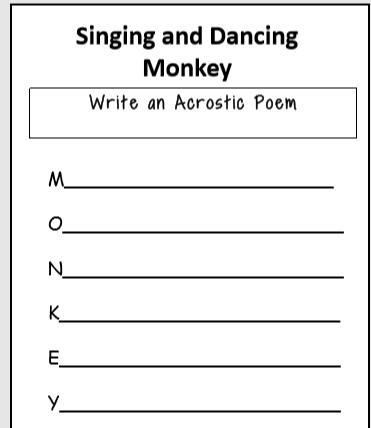 Singing and Dancing
Monkey
Write an Acrostic Poem
M
O
N
K
E
Y